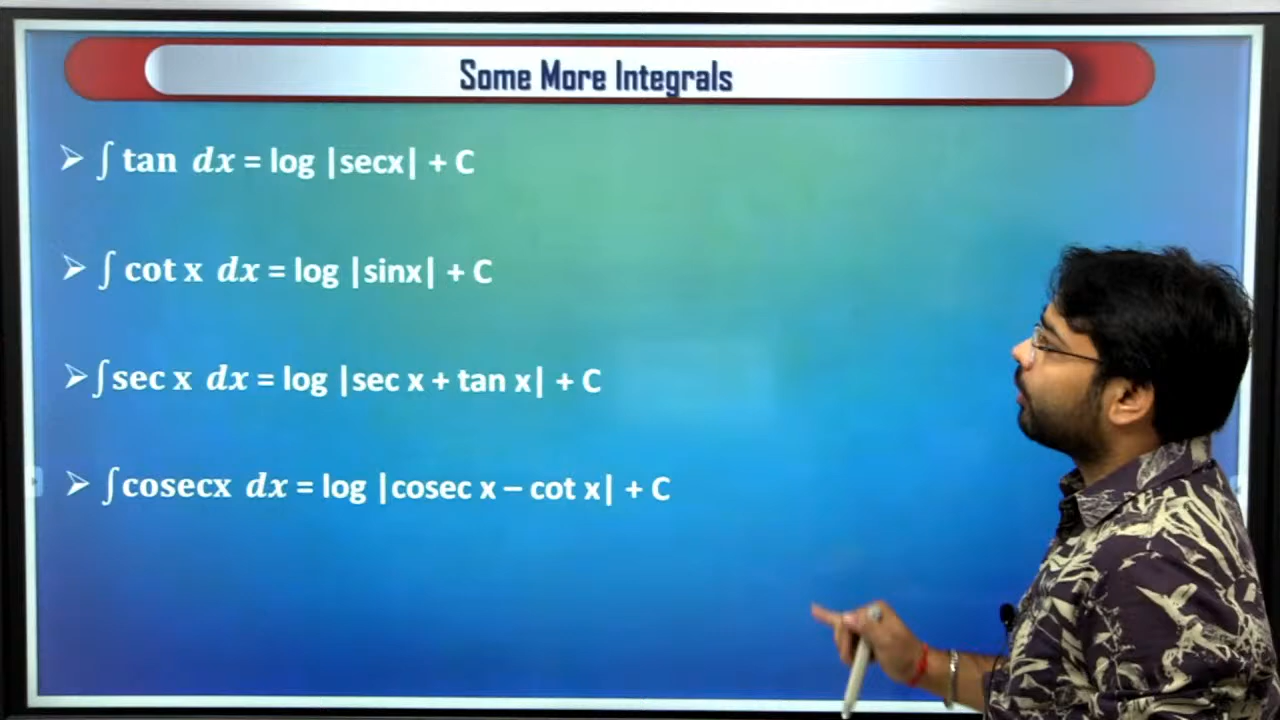 Some More Integrals
➢ ∫ tan dx = log |secx| + C
➢ ∫ cot x dx = log |sinx| + C
➢ ∫sec x dx = log |sec x + tan x| + C
➢ ∫cosecx dx = log |cosec x – cot x| + C